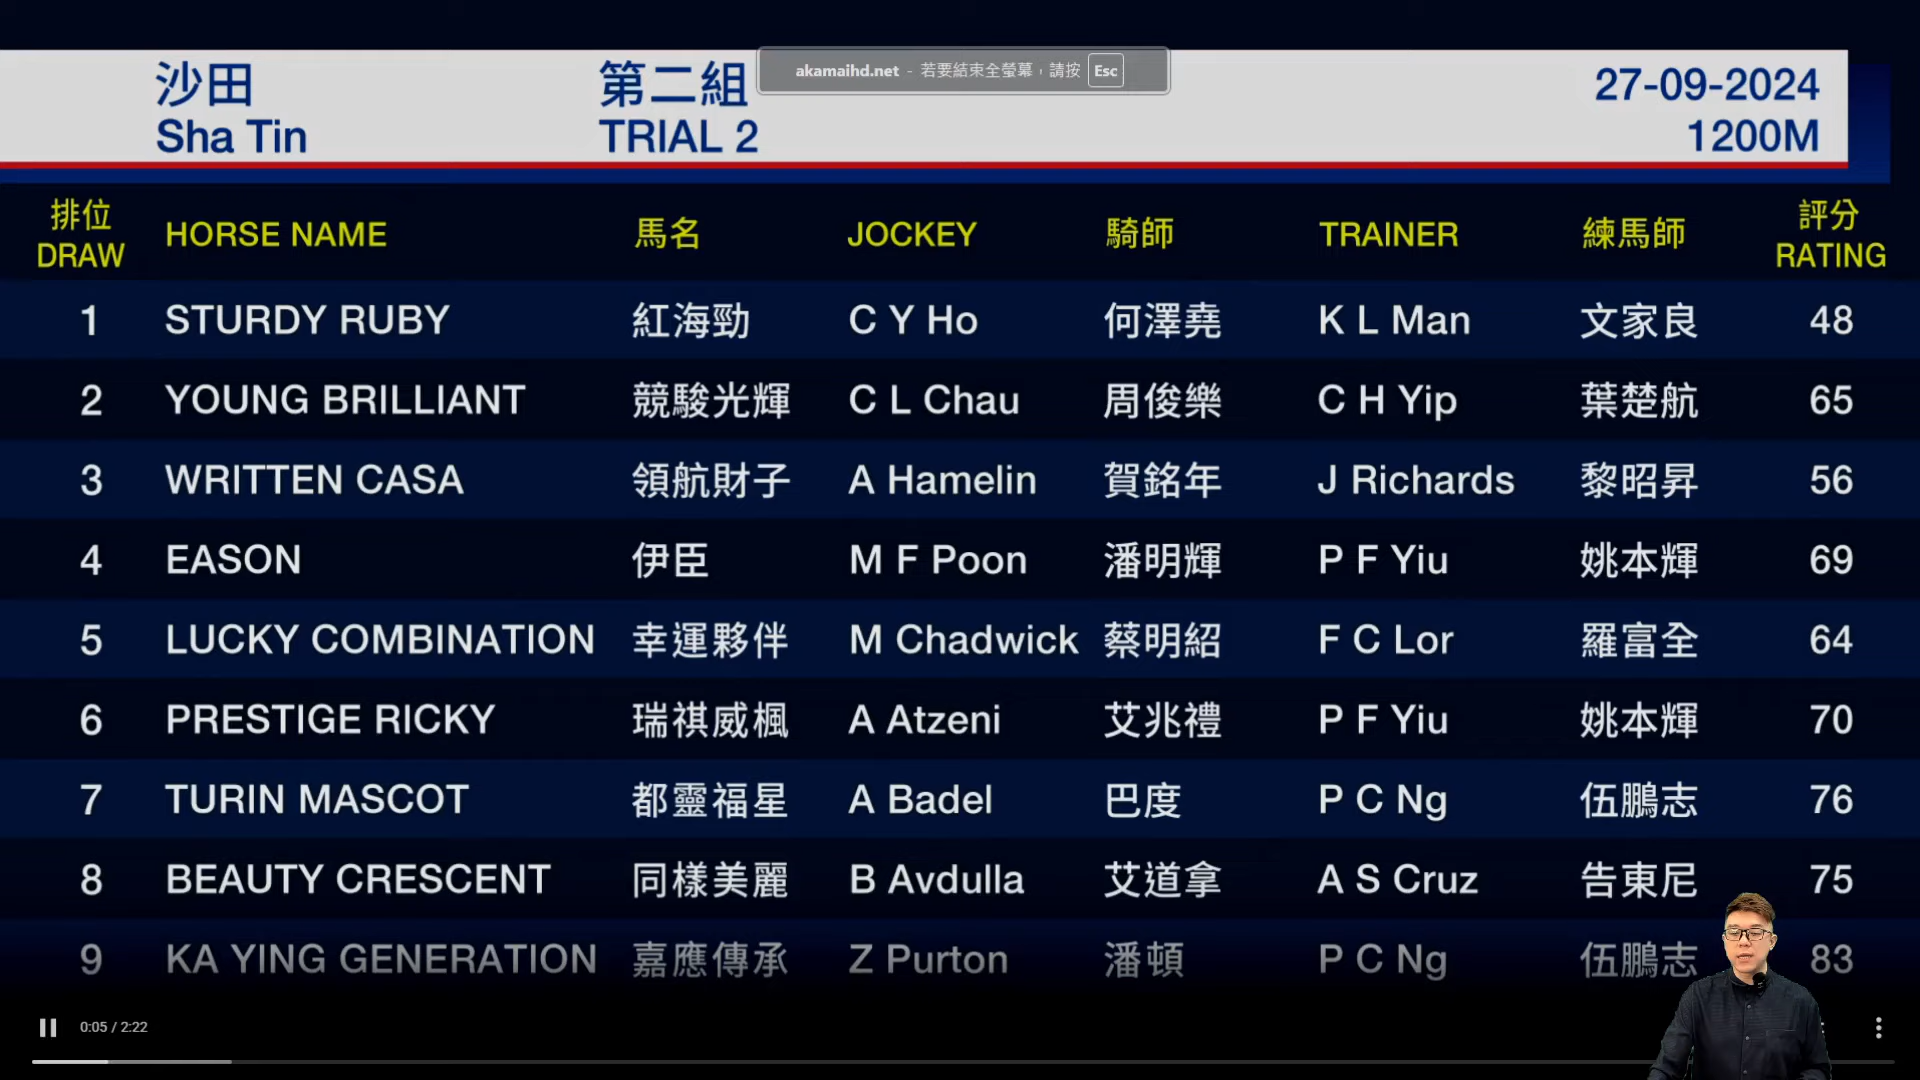 沙田
Sha Tin
第二組
TRIAL 2
akamaihd.net - 若要結束全螢幕，請按 Esc
27-09-2024
1200M
排位 DRAW HORSE NAME 馬名 JOCKEY 騎師 TRAINER 練馬師 評分 RATING
1 STURDY RUBY 紅海勁 C Y Ho 何澤堯 K L Man 文家良 48
2 YOUNG BRILLIANT 競駿光輝 C L Chau 周俊樂 C H Yip 葉楚航 65
3 WRITTEN CASA 領航財子 A Hamelin 賀銘年 J Richards 黎昭昇 56
4 EASON 伊臣 M F Poon 潘明輝 P F Yiu 姚本輝 69
5 LUCKY COMBINATION 幸運夥伴 M Chadwick 蔡明紹 F C Lor 羅富全 64
6 PRESTIGE RICKY 瑞祺威楓 A Atzeni 艾兆禮 P F Yiu 姚本輝 70
7 TURIN MASCOT 都靈福星 A Badel 巴度 P C Ng 伍鵬志 76
8 BEAUTY CRESCENT 同樣美麗 B Avdulla 艾道拿 A S Cruz 告東尼 75
9 KA YING GENERATION 嘉應傳承 Z Purton 潘頓 P C Ng 伍鵬志 83
0:05 / 2:22